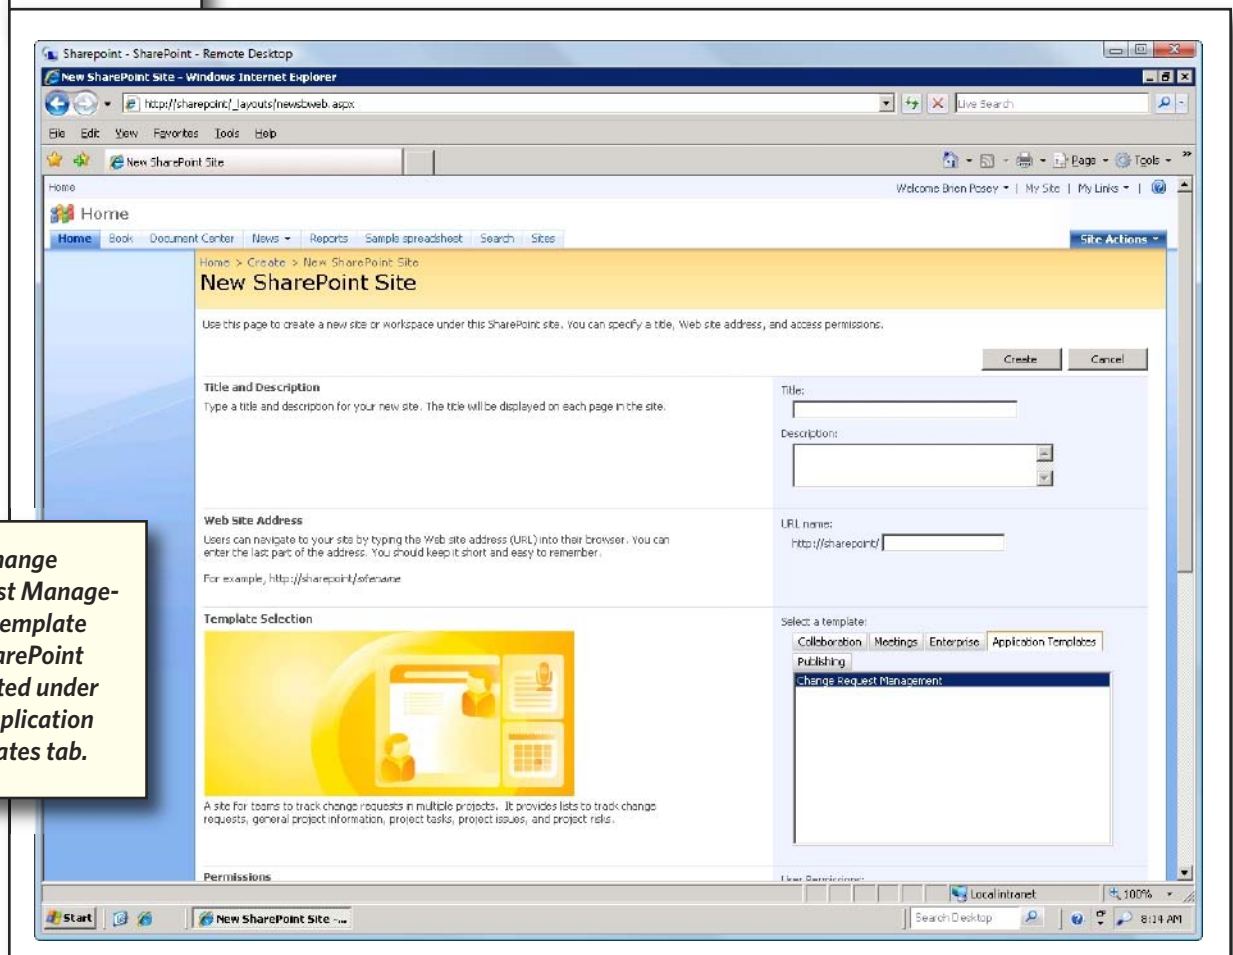 Sharepoint - SharePoint - Remote Desktop
New SharePoint Site - Windows Internet Explorer
http://sharepoint/_layouts/newsbweb.aspx
Live Search
File Edit View Favorites Tools Help
New SharePoint Site
Page Tools
Home
Welcome Brien Posey | My Site | My Links |
Home
Home Book Document Center News Reports Sample spreadsheet Search Sites
Site Actions
Home > Create > New SharePoint Site
New SharePoint Site
Use this page to create a new site or workspace under this SharePoint site. You can specify a title, Web site address, and access permissions.
Create Cancel
Title and Description
Type a title and description for your new site. The title will be displayed on each page in the site.
Title:
Description:
Web Site Address
Users can navigate to your site by typing the Web site address (URL) into their browser. You can
enter the last part of the address. You should keep it short and easy to remember.
For example, http://sharepoint/sitename
URL name:
http://sharepoint/
hange
st Manage-
emplate
arePoint
ted under
plication
ates tab.
Template Selection
A site for teams to track change requests in multiple projects. It provides lists to track change
requests, general project information, project tasks, project issues, and project risks.
Select a template:
Collaboration Meetings Enterprise Application Templates
Publishing
Change Request Management
Permissions
User Permissions:
Local intranet
100%
Start
New SharePoint Site -...
Search Desktop
8:14 AM